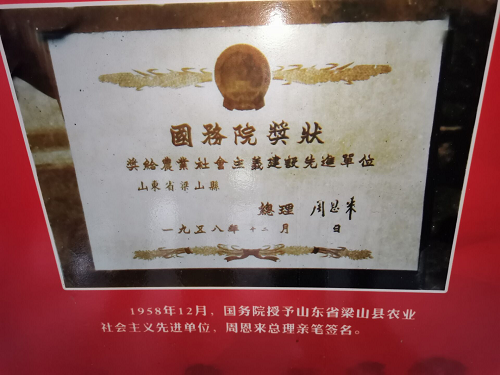 國務院獎狀
獎給農業社會主義建設先進單位
山東省梁山縣
總理 周恩来
一九五八年十二月 日
1958年12月，国务院授予山东省梁山县农业
社会主义先进单位、周恩来总理亲笔签名。